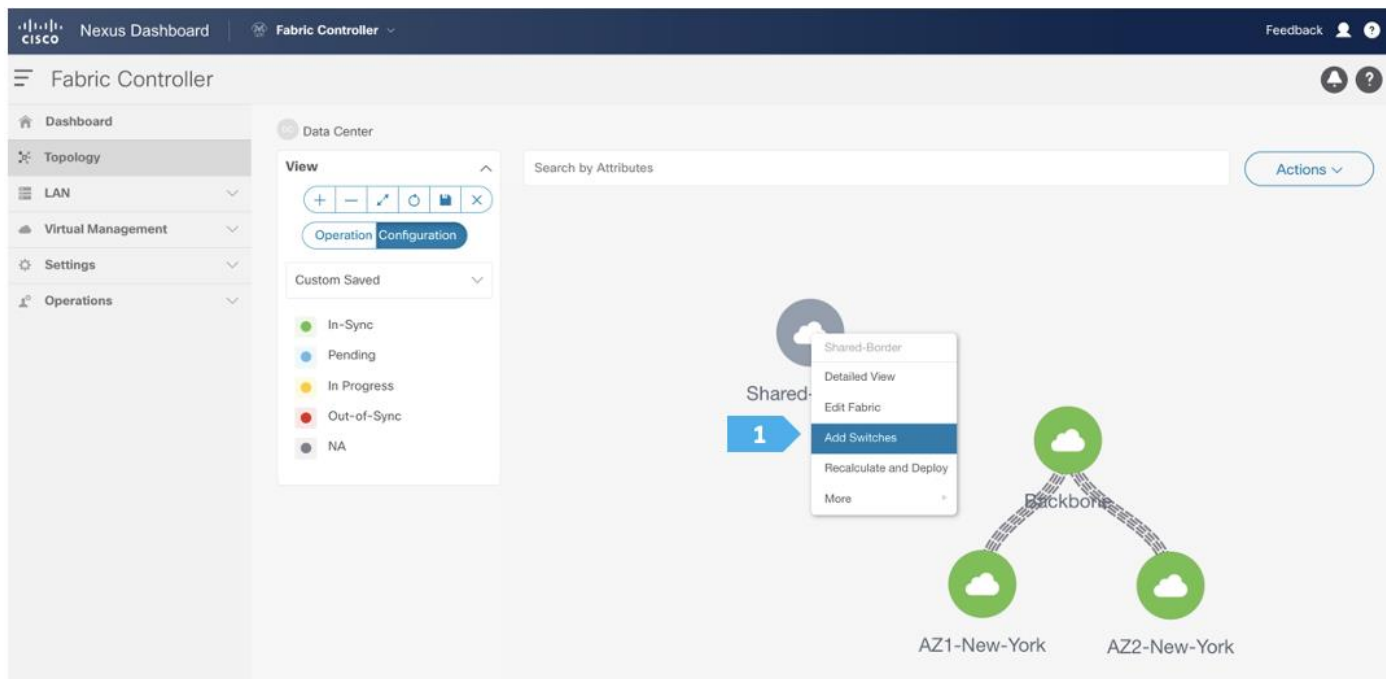 CISCO Nexus Dashboard Fabric Controller Feedback ?
Fabric Controller ?
Dashboard
Topology
LAN
Virtual Management
Settings
Operations
Data Center
View
Search by Attributes
Actions
Operation Configuration
Custom Saved
In-Sync
Pending
In Progress
Out-of-Sync
NA
Shared-
Shared-Border
Detailed View
Edit Fabric
1 Add Switches
Recalculate and Deploy
More
Backbone
AZ1-New-York
AZ2-New-York